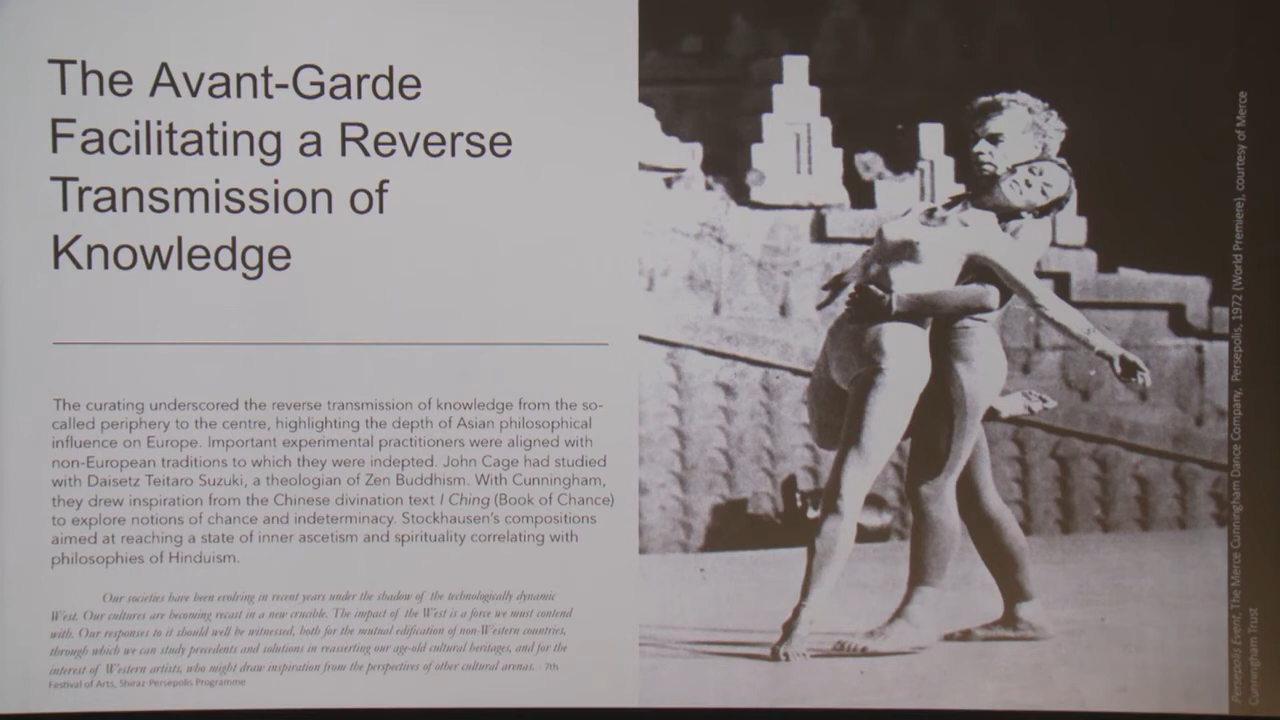 The Avant-Garde
Facilitating a Reverse
Transmission of
Knowledge
The curating underscored the reverse transmission of knowledge from the so-
called periphery to the centre, highlighting the depth of Asian philosophical
influence on Europe. Important experimental practitioners were aligned with
non-European traditions to which they were indepted. John Cage had studied
with Daisetz Teitaro Suzuki, a theologian of Zen Buddhism. With Cunningham,
they drew inspiration from the Chinese divination text I Ching (Book of Chance)
to explore notions of chance and indeterminacy. Stockhausen's compositions
aimed at reaching a state of inner ascetism and spirituality correlating with
philosophies of Hinduism.
Our societies have been evolving in recent years under the shadow of the technologically dynamic
West. Our cultures are becoming recast in a new crucible. The impact of the West is a force we must contend
with. Our responses to it should well be witnessed, both for the mutual edification of non-Western countries,
through which we can study precedents and solutions in reasserting our age-old cultural heritages, and for the
interest of Western artists, who might draw inspiration from the perspectives of other cultural arenas. - 7th
Festival of Arts, Shiraz-Persepolis Programme
Persepolis Event, The Merce Cunningham Dance Company, Persepolis, 1972 (World Premiere), courtesy of Merce
Cunningham Trust